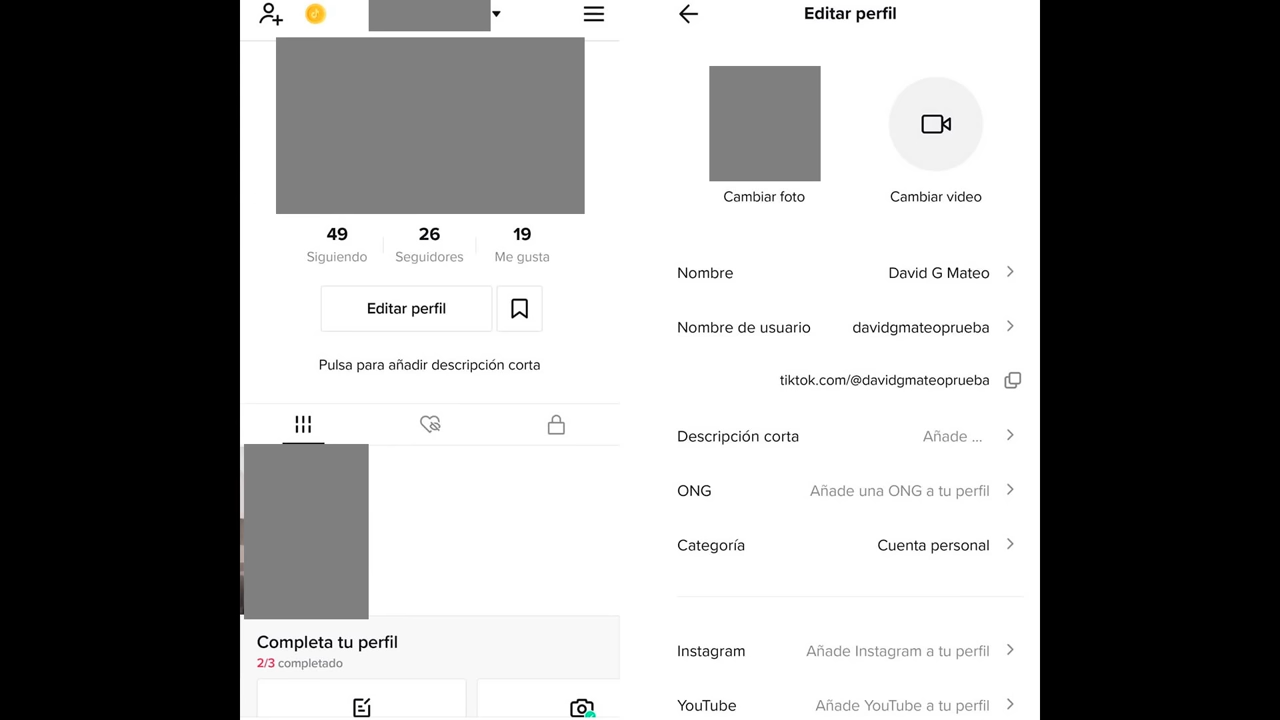 49
26
19
Siguiendo
Seguidores
Me gusta
Editar perfil
Pulsa para añadir descripción corta
Completa tu perfil
2/3 completado
Editar perfil
Cambiar foto
Cambiar video
Nombre
David G Mateo
Nombre de usuario
davidgmateoprueba
tiktok.com/@davidgmateoprueba
Descripción corta
Añade ...
ONG
Añade una ONG a tu perfil
Categoría
Cuenta personal
Instagram
Añade Instagram a tu perfil
YouTube
Añade YouTube a tu perfil